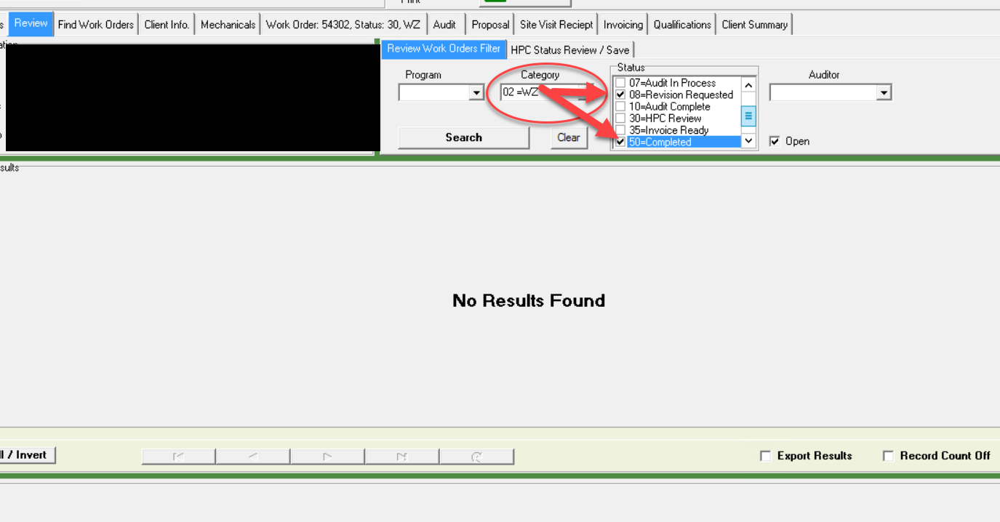 Print
s Review Find Work Orders Client Info. Mechanicals Work Order: 54302, Status: 30, WZ Audit Proposal Site Visit Reciept Invoicing Qualifications Client Summary
Review Work Orders Filter HPC Status Review / Save
Program Category Status Auditor
02 =WZ
07=Audit In Process
08=Revision Requested
10=Audit Complete
30=HPC Review
35=Invoice Ready
50=Completed
Search Clear Open
sults
No Results Found
ll / Invert Export Results Record Count Off